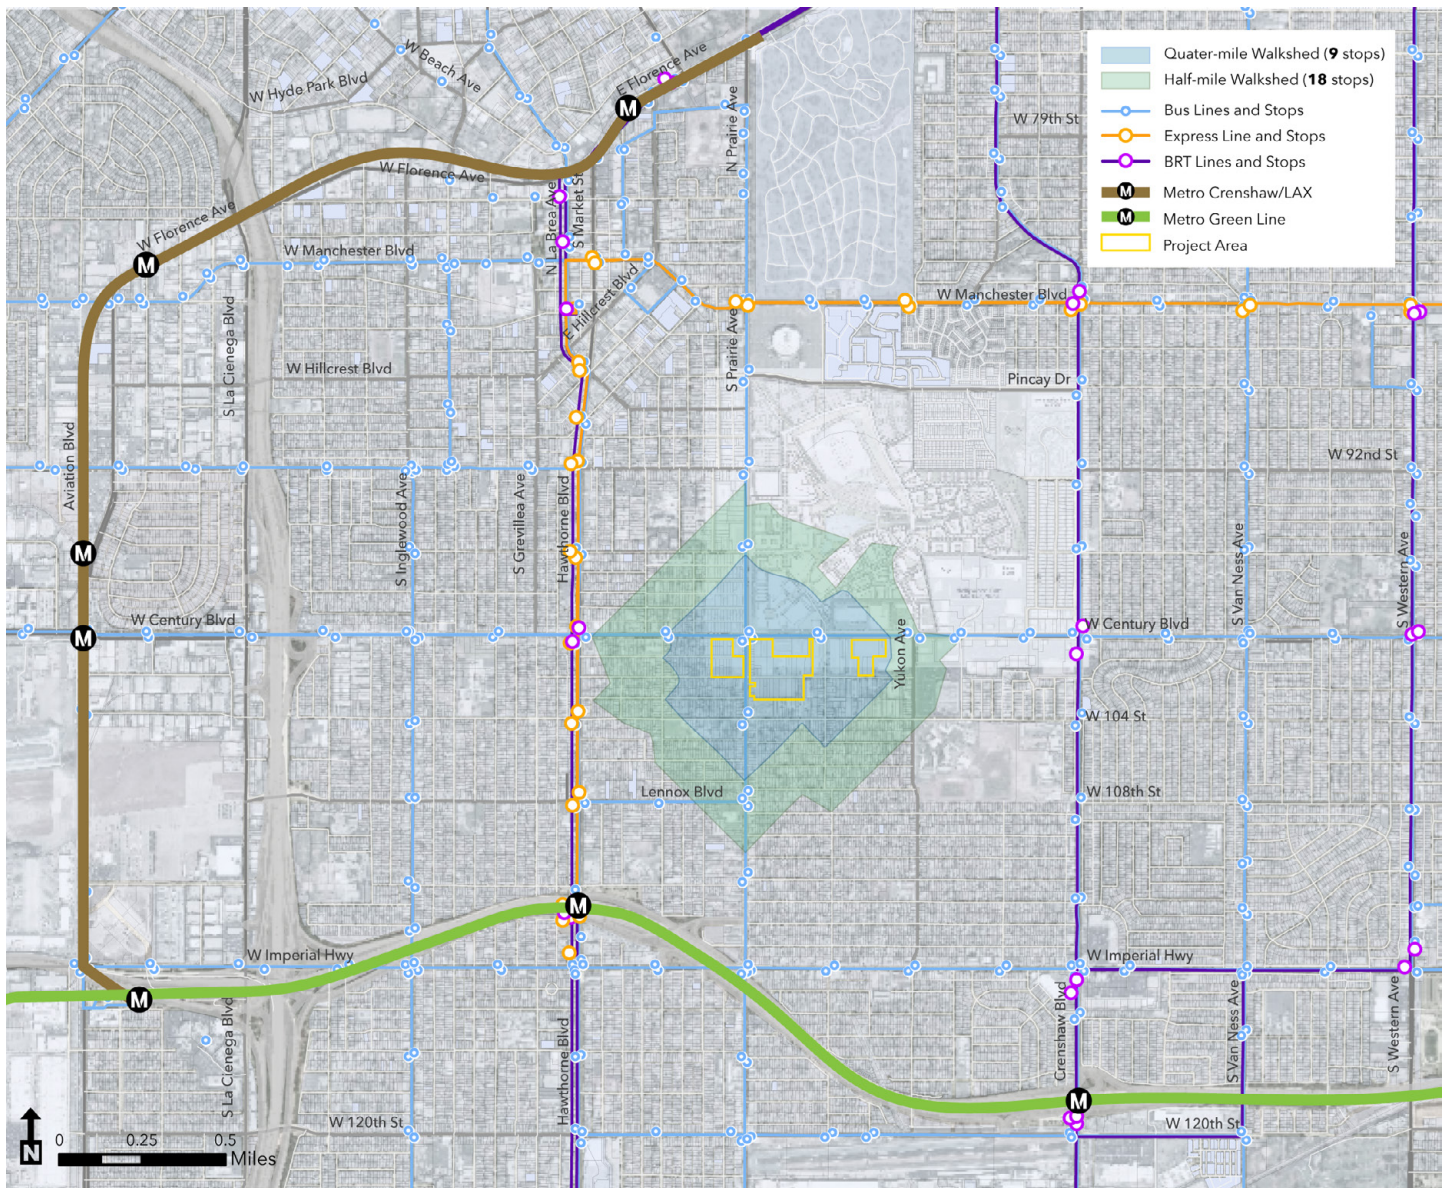 Quater-mile Walkshed (9 stops)
Half-mile Walkshed (18 stops)
Bus Lines and Stops
Express Line and Stops
BRT Lines and Stops
M Metro Crenshaw/LAX
M Metro Green Line
Project Area
W Beach Ave
E Florence Ave
W Hyde Park Blvd
M
N Prairie Ave
W 79th St
W Florence Ave
W Florence Ave
N La Brea Ave
S Market St
M
W Manchester Blvd
E Hillcrest Blvd
W Manchester Blvd
S La Cienega Blvd
S Prairie Ave
W Hillcrest Blvd
Pincay Dr
Aviation Blvd
W 92nd St
S Inglewood Ave
S Grevillea Ave
Hawthorne Blvd
S Van Ness Ave
S Western Ave
M
W Century Blvd
M
W Century Blvd
Yukon Ave
W 104 St
Lennox Blvd
W 108th St
M
W Imperial Hwy
W Imperial Hwy
M
S La Cienega Blvd
Hawthorne Blvd
Crenshaw Blvd
S Van Ness Ave
S Western Ave
M
W 120th St
W 120th St
N
0 0.25 0.5
Miles